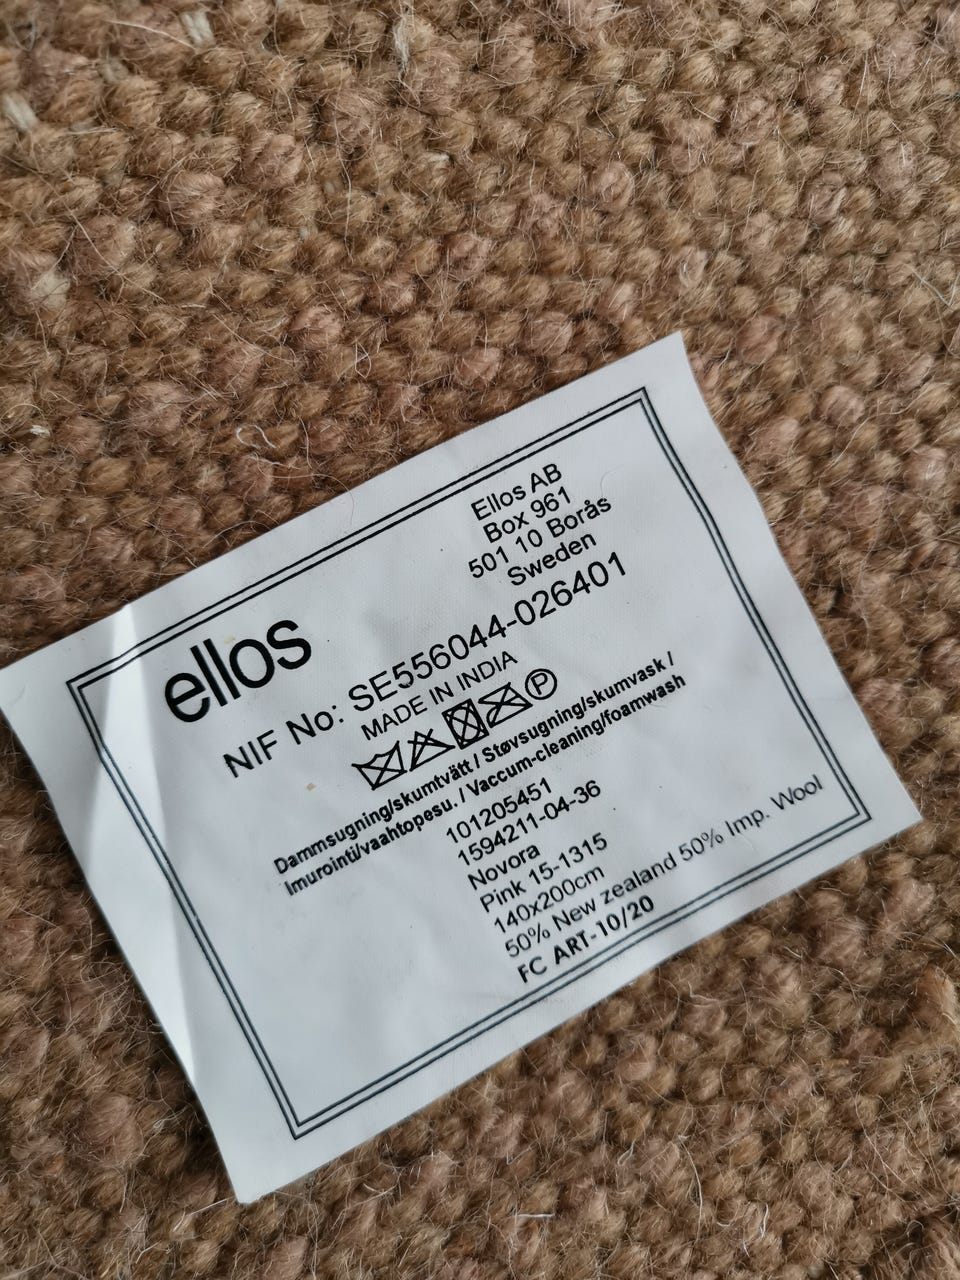 Ellos AB
Box 961
501 10 Borås
Sweden
ellos
NIF No: SE556044-026401
MADE IN INDIA
P
Dammsugning/skumtvätt / Støvsugning/skumvask /
Imurointi/vaahtopesu. / Vaccum-cleaning/foamwash
101205451
1594211-04-36
Novora
Pink 15-1315
140x200cm
50% New zealand 50% Imp. Wool
FC ART-10/20